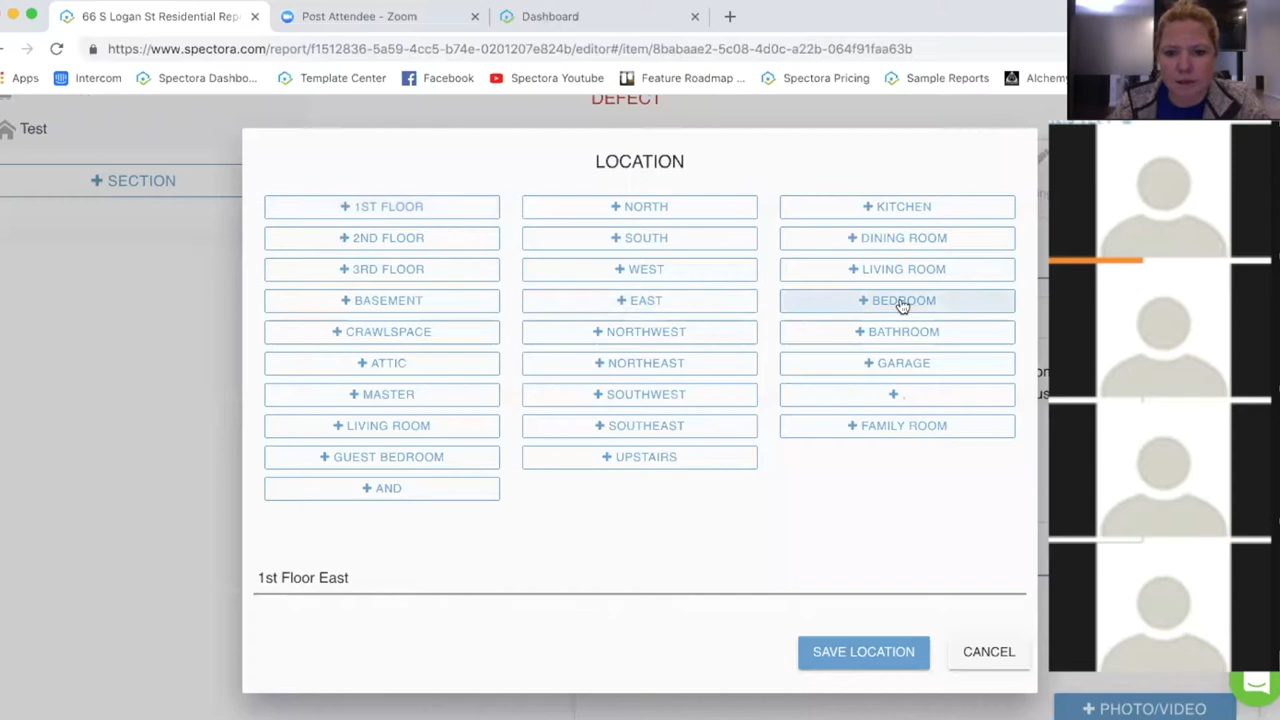 66 S Logan St Residential Rep
Post Attendee - Zoom
Dashboard
https://www.spectora.com/report/f1512836-5a59-4cc5-b74e-0201207e824b/editor#/item/8babaae2-5c08-4d0c-a22b-064f91faa63b
Apps
Intercom
Spectora Dashbo...
Template Center
Facebook
Spectora Youtube
Feature Roadmap ...
Spectora Pricing
Sample Reports
Alchem
DEFECT
Test
+ SECTION
LOCATION
+ 1ST FLOOR
+ NORTH
+ KITCHEN
+ 2ND FLOOR
+ SOUTH
+ DINING ROOM
+ 3RD FLOOR
+ WEST
+ LIVING ROOM
+ BASEMENT
+ EAST
+ BEDROOM
+ CRAWLSPACE
+ NORTHWEST
+ BATHROOM
+ ATTIC
+ NORTHEAST
+ GARAGE
+ MASTER
+ SOUTHWEST
+ .
+ LIVING ROOM
+ SOUTHEAST
+ FAMILY ROOM
+ GUEST BEDROOM
+ UPSTAIRS
+ AND
1st Floor East
SAVE LOCATION
CANCEL
+ PHOTO/VIDEO